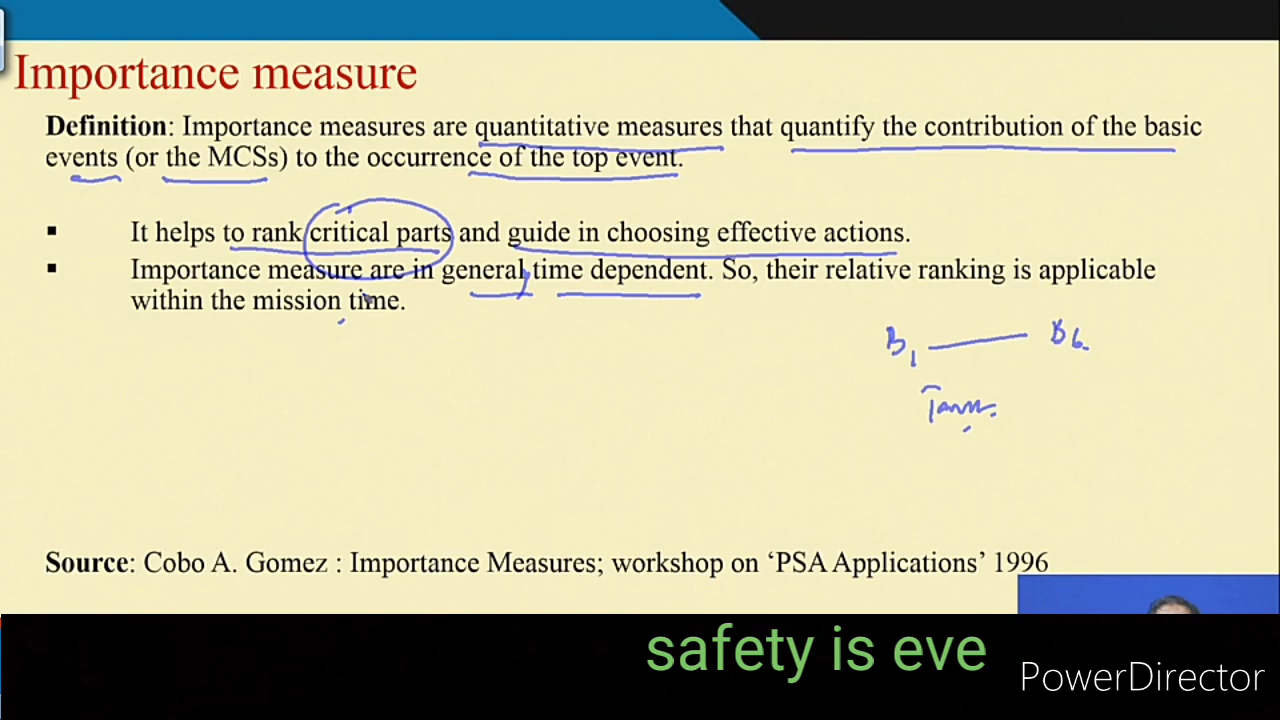 Importance measure
Definition: Importance measures are quantitative measures that quantify the contribution of the basic
events (or the MCSs) to the occurrence of the top event.
▪ It helps to rank critical parts and guide in choosing effective actions.
▪ Importance measure are in general, time dependent. So, their relative ranking is applicable
within the mission time.
B1 — B6.
Source: Cobo A. Gomez : Importance Measures; workshop on ‘PSA Applications’ 1996
safety is eve
PowerDirector